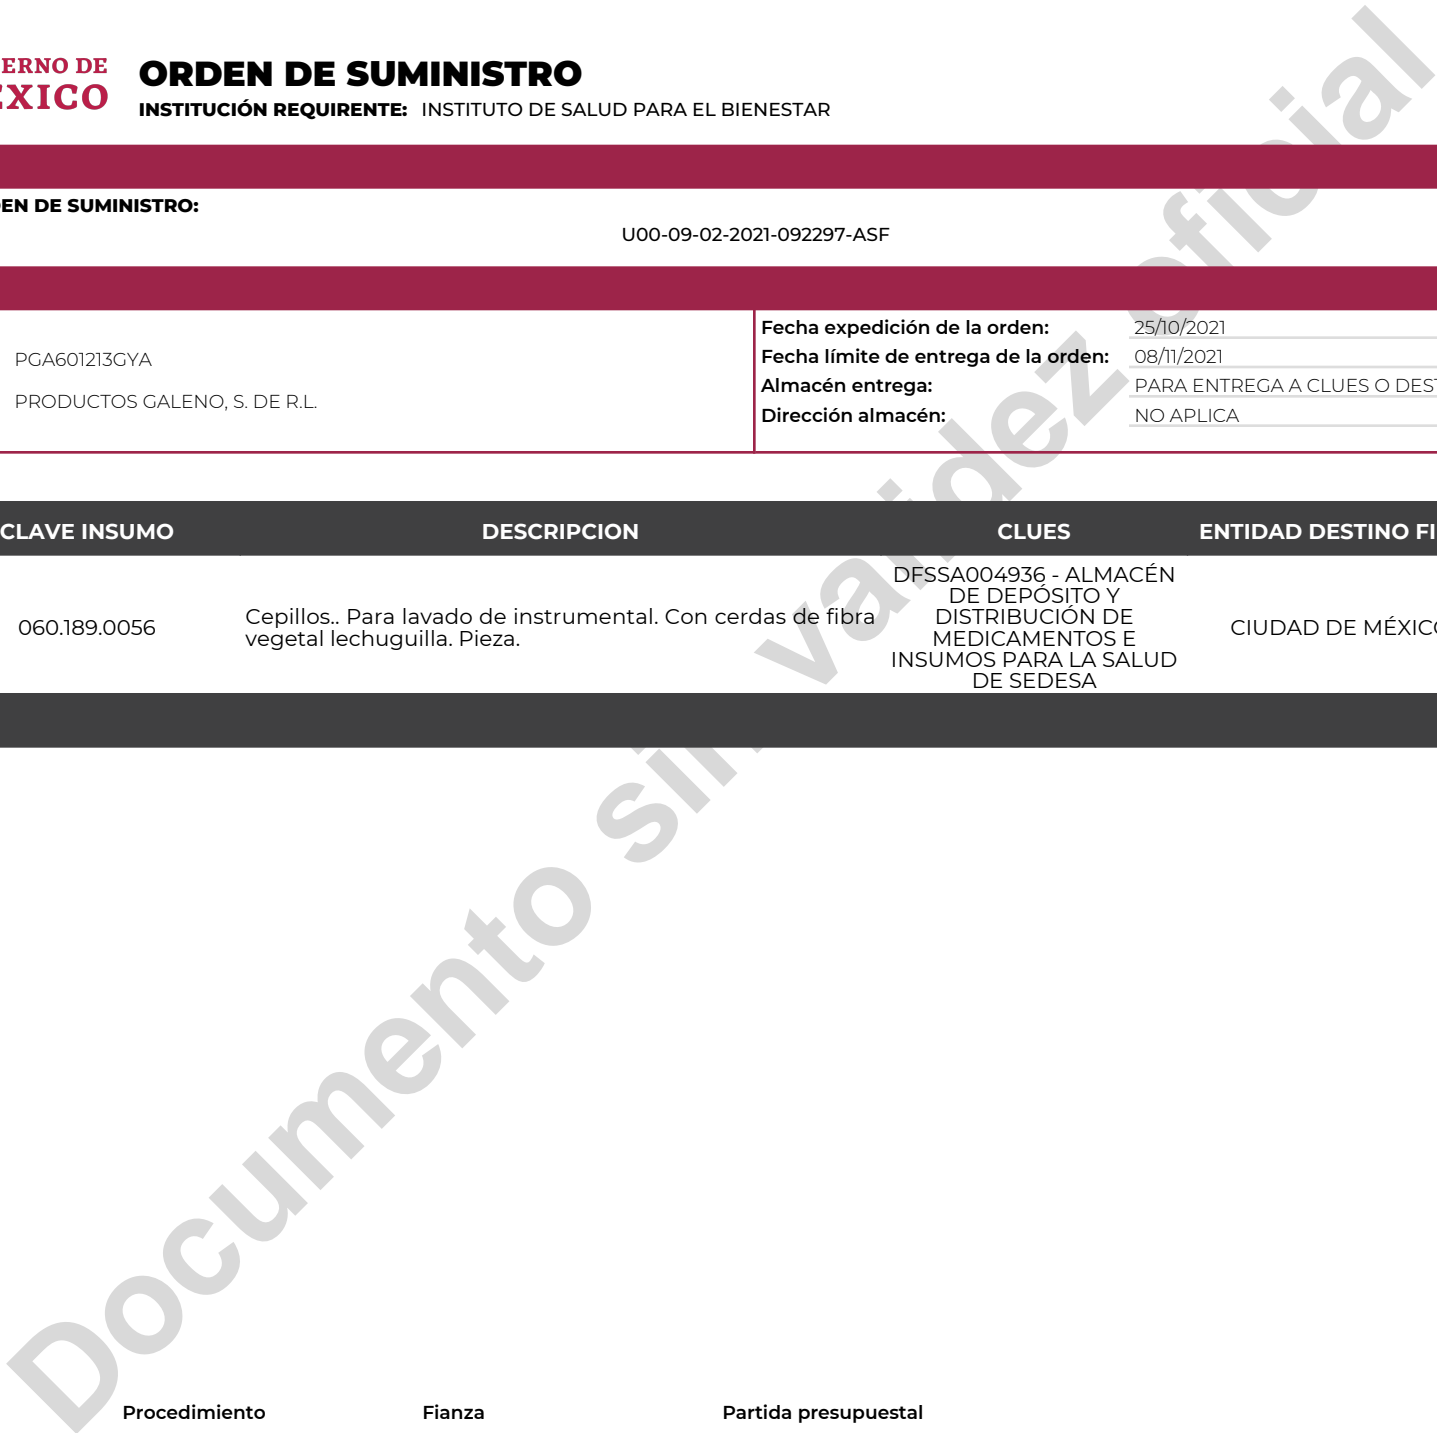 ERNO DE
ÉXICO
ORDEN DE SUMINISTRO
INSTITUCIÓN REQUIRENTE: INSTITUTO DE SALUD PARA EL BIENESTAR
EN DE SUMINISTRO:
U00-09-02-2021-092297-ASF
PGA601213GYA
PRODUCTOS GALENO, S. DE R.L.
Fecha expedición de la orden: 25/10/2021
Fecha límite de entrega de la orden: 08/11/2021
Almacén entrega: PARA ENTREGA A CLUES O DEST
Dirección almacén: NO APLICA
CLAVE INSUMO DESCRIPCION CLUES ENTIDAD DESTINO FI
060.189.0056
Cepillos.. Para lavado de instrumental. Con cerdas de fibra
vegetal lechuguilla. Pieza.
DFSSA004936 - ALMACÉN
DE DEPÓSITO Y
DISTRIBUCIÓN DE
MEDICAMENTOS E
INSUMOS PARA LA SALUD
DE SEDESA
CIUDAD DE MÉXICO
Documento sin validez oficial
Procedimiento Fianza Partida presupuestal